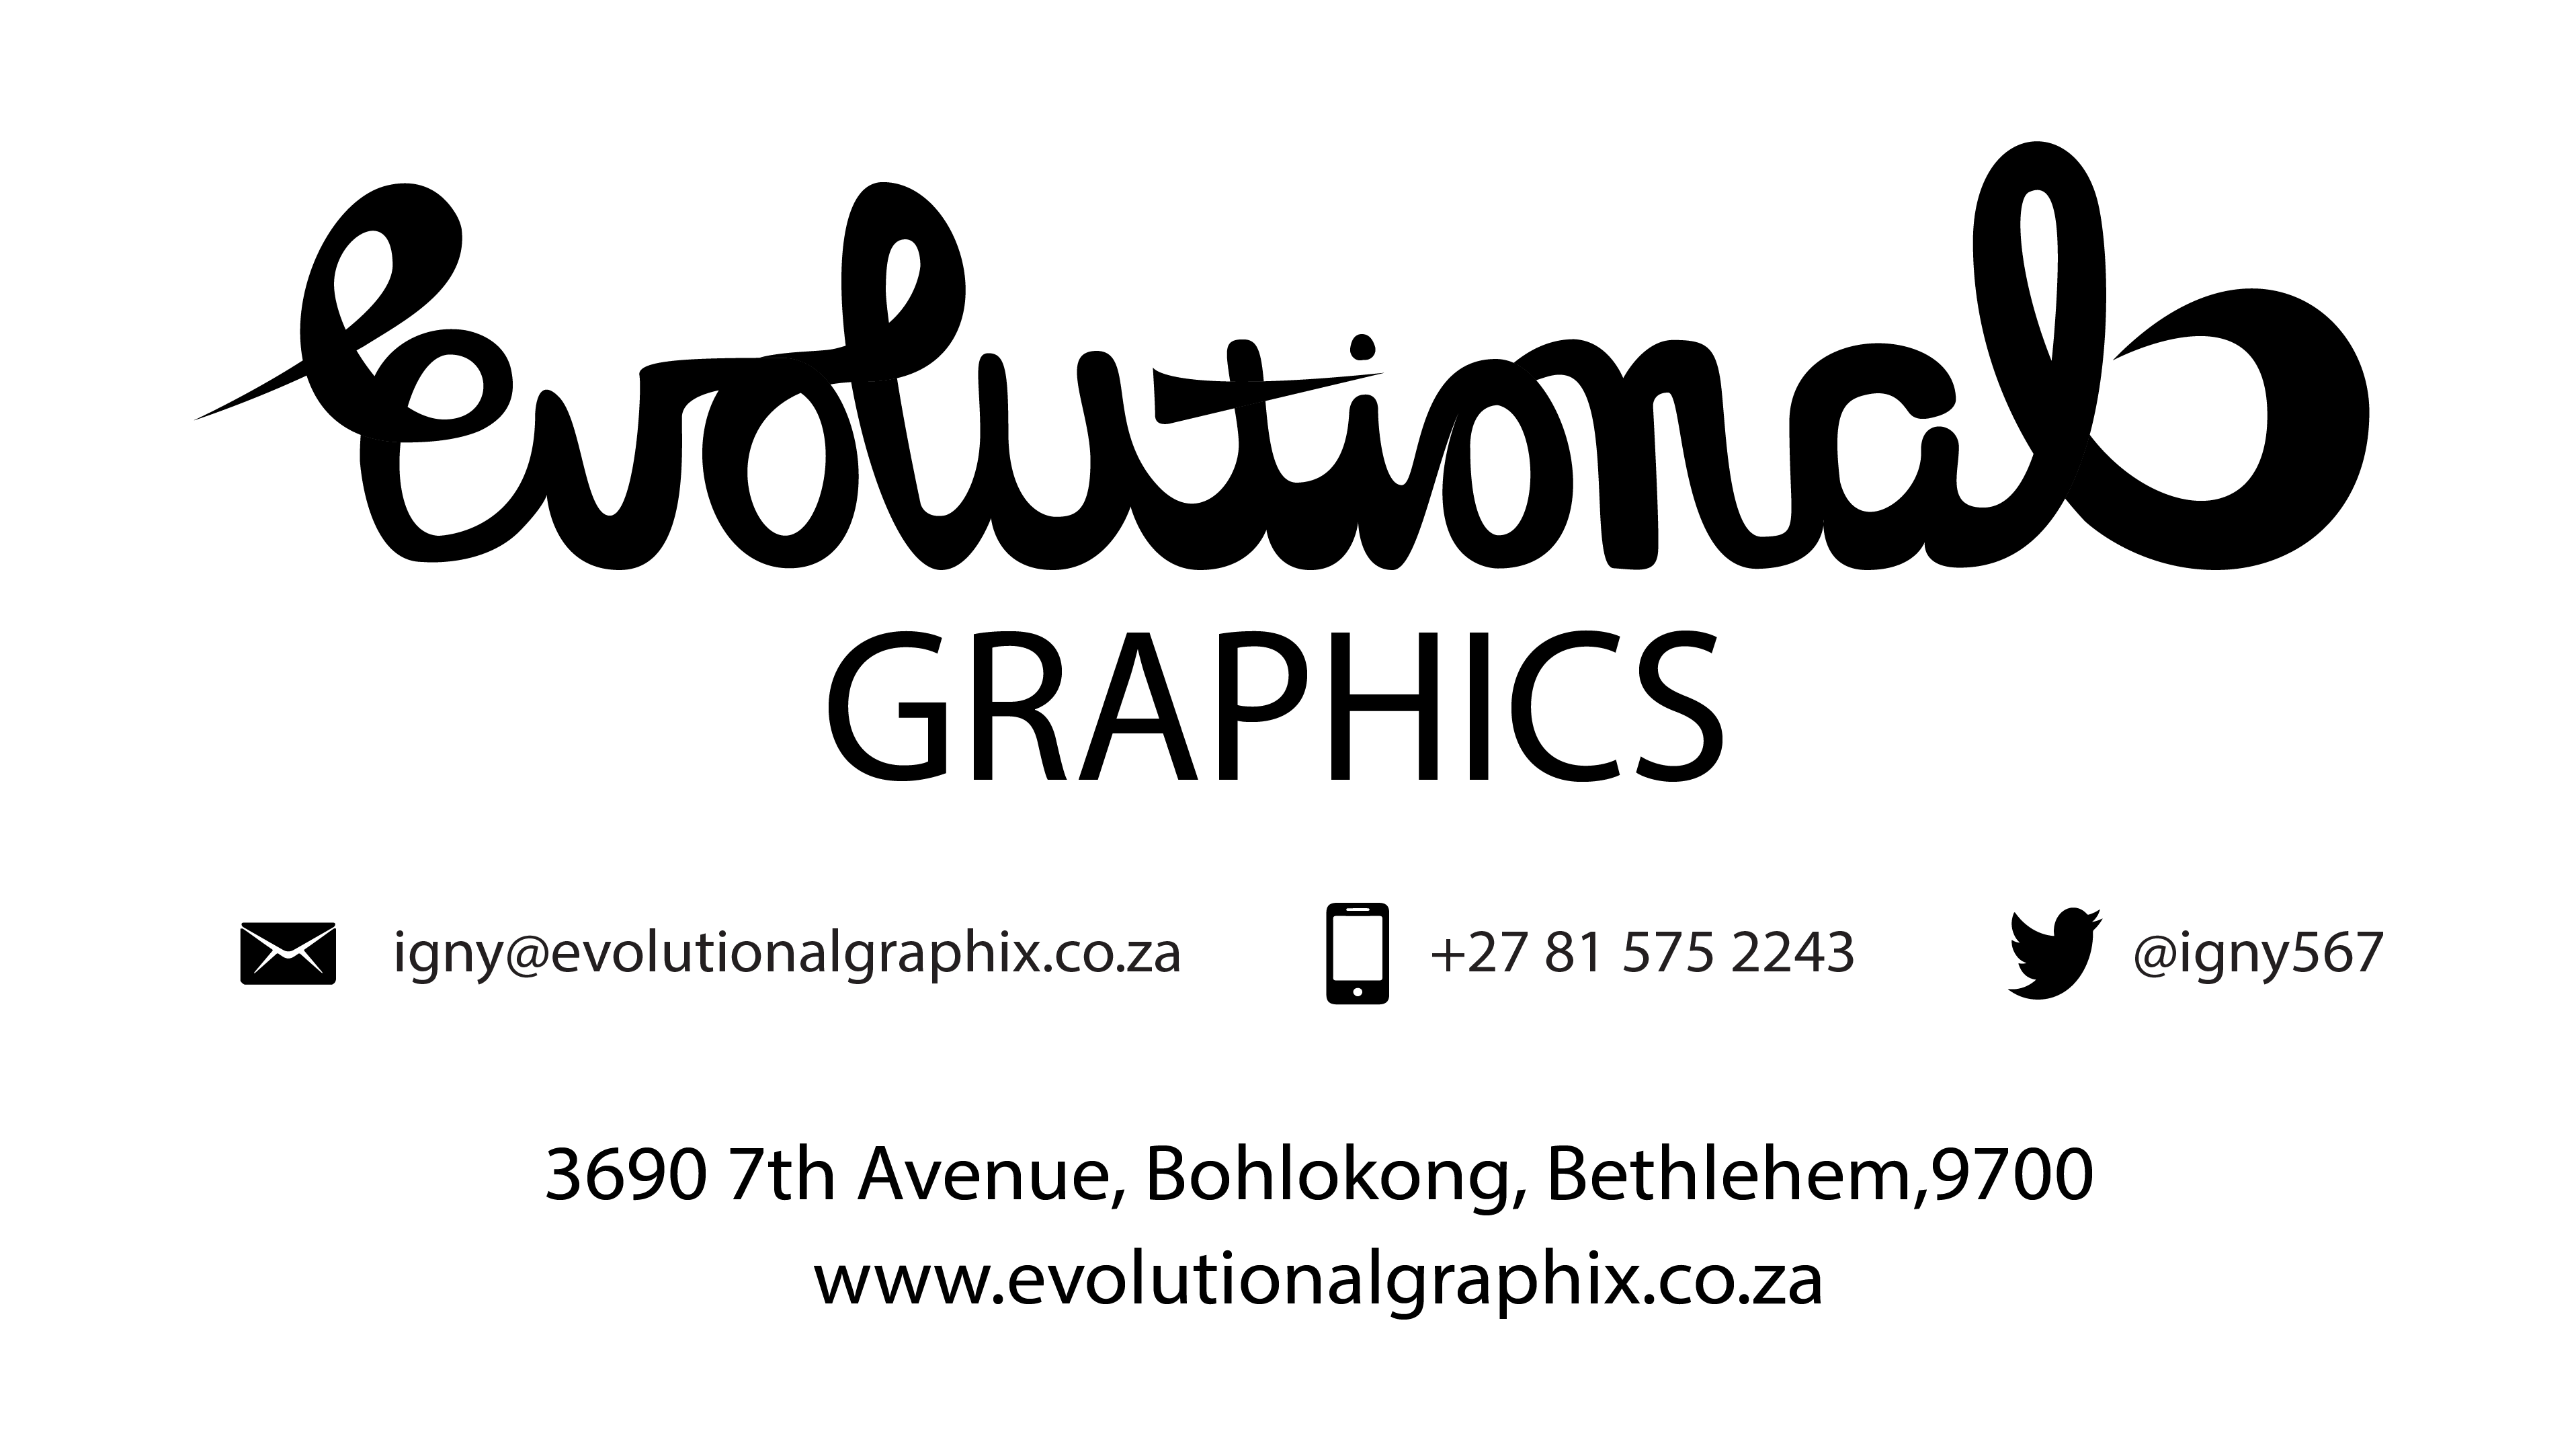 evolutional
GRAPHICS
igny@evolutionalgraphix.co.za +27 81 575 2243 @igny567
3690 7th Avenue, Bohlokong, Bethlehem,9700
www.evolutionalgraphix.co.za